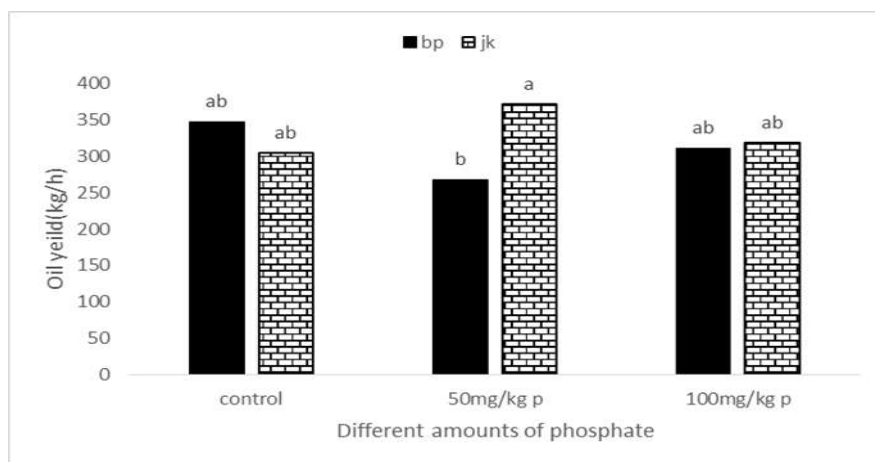 bp jk
400
350
300
250
200
150
100
50
0
Oil yeild(kg/h)
ab ab b a ab ab
control 50mg/kg p 100mg/kg p
Different amounts of phosphate